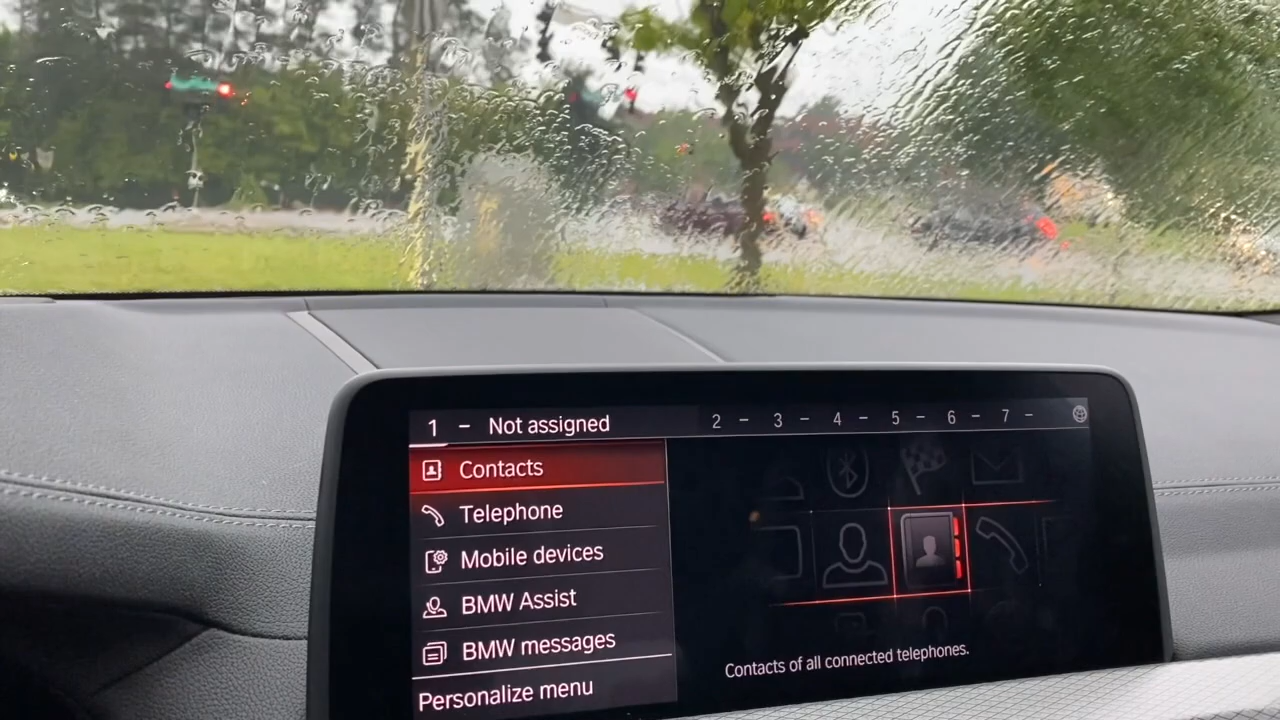 1 – Not assigned 2 – 3 – 4 – 5 – 6 – 7 –
Contacts
Telephone
Mobile devices
BMW Assist
BMW messages
Personalize menu
Contacts of all connected telephones.